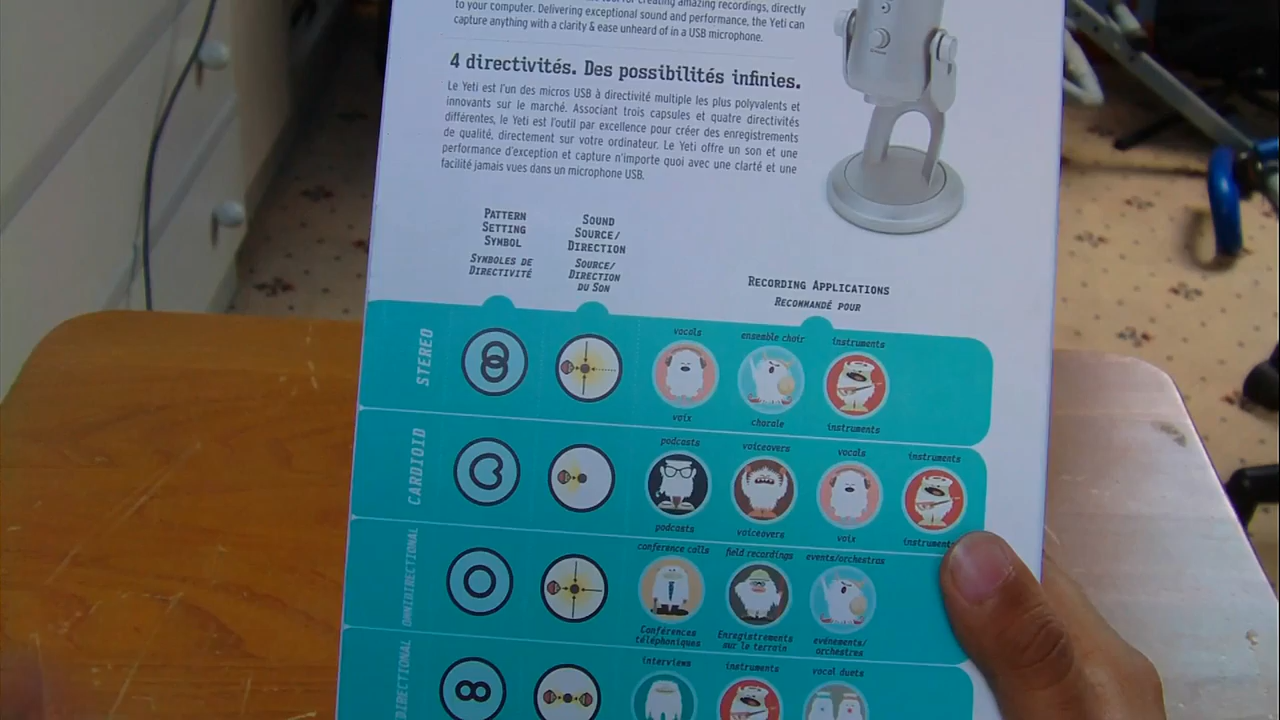 creating amazing recordings, directly
to your computer. Delivering exceptional sound and performance, the Yeti can
capture anything with a clarity & ease unheard of in a USB microphone.
4 directivités. Des possibilités infinies.
Le Yeti est l'un des micros USB à directivité multiple les plus polyvalents et
innovants sur le marché. Associant trois capsules et quatre directivités
différentes, le Yeti est l'outil par excellence pour créer des enregistrements
de qualité, directement sur votre ordinateur. Le Yeti offre un son et une
performance d'exception et capture n'importe quoi avec une clarté et une
facilité jamais vues dans un microphone USB.
PATTERN
SETTING
SYMBOL
SYMBOLES DE
DIRECTIVITÉ
SOUND
SOURCE/
DIRECTION
SOURCE/
DIRECTION
DU SON
RECORDING APPLICATIONS
RECOMMANDÉ POUR
STEREO
vocals
ensemble choir
instruments
voix
chorale
instruments
CARDIOID
podcasts
voiceovers
vocals
instruments
podcasts
voiceovers
voix
instruments
OMNIDIRECTIONAL
conference calls
field recordings
events/orchestras
Conférences
téléphoniques
Enregistrements
sur le terrain
evénements/
orchestres
DIRECTIONAL
interviews
instruments
vocal duets